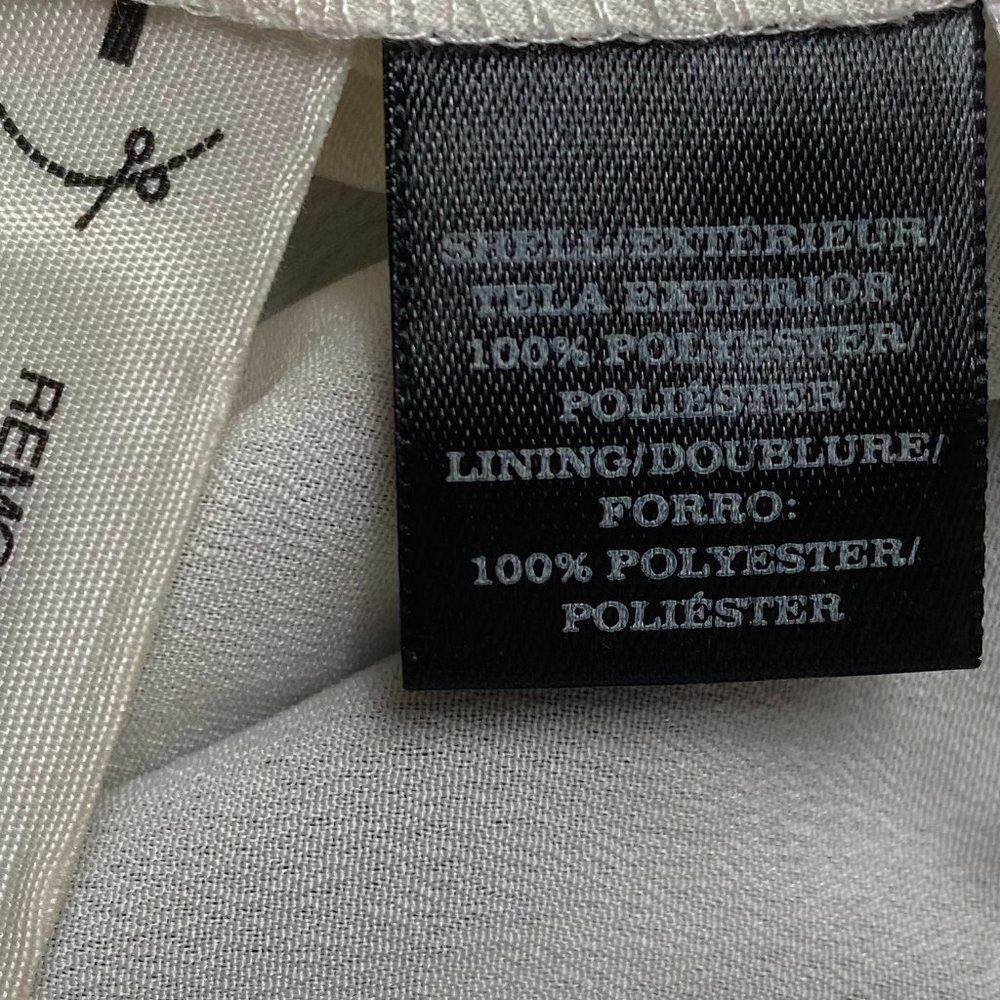 SHELL/EXTÉRIEUR/
TELA EXTERIOR:
100% POLYESTER/
POLIÉSTER
LINING/DOUBLURE/
FORRO:
100% POLYESTER/
POLIÉSTER